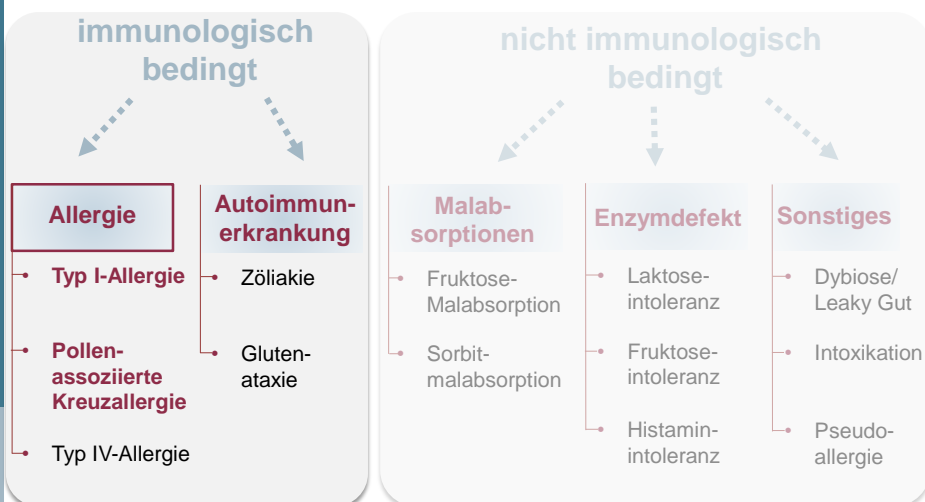 immunologisch
bedingt
Allergie
Typ I-Allergie
Pollen-
assoziierte
Kreuzallergie
Typ IV-Allergie
Autoimmun-
erkrankung
Zöliakie
Gluten-
ataxie
nicht immunologisch
bedingt
Malab-
sorptionen
Fruktose-
Malabsorption
Sorbit-
malabsorption
Enzymdefekt
Laktose-
intoleranz
Fruktose-
intoleranz
Histamin-
intoleranz
Sonstiges
Dybiose/
Leaky Gut
Intoxikation
Pseudo-
allergie